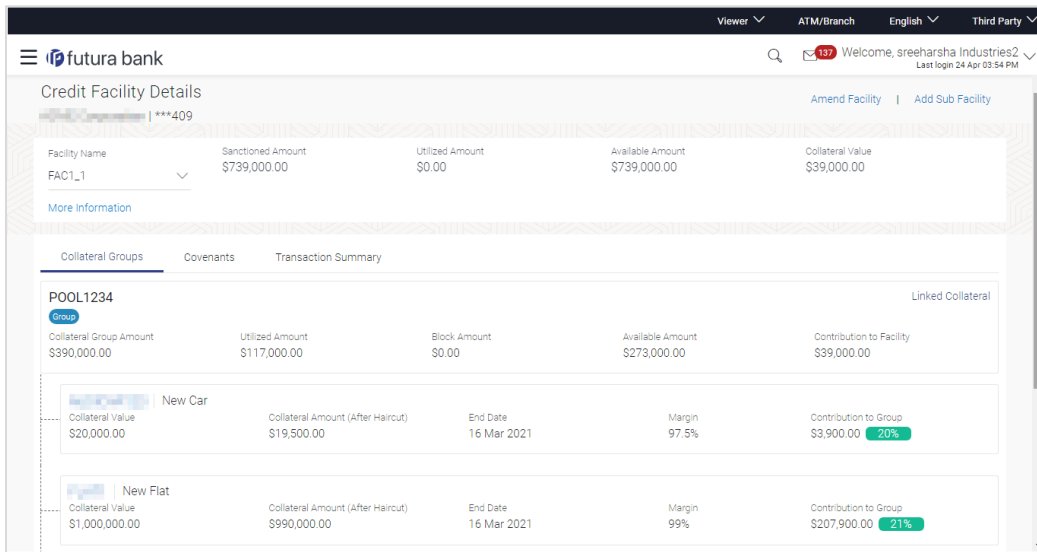 Viewer ATM/Branch English Third Party
futura bank 137 Welcome, sreeharsha Industries2
Last login 24 Apr 03:54 PM
Credit Facility Details
Amend Facility | Add Sub Facility
| ***409
Facility Name Sanctioned Amount Utilized Amount Available Amount Collateral Value
FAC1_1 $739,000.00 $0.00 $739,000.00 $39,000.00
More Information
Collateral Groups Covenants Transaction Summary
POOL1234 Linked Collateral
Group
Collateral Group Amount Utilized Amount Block Amount Available Amount Contribution to Facility
$390,000.00 $117,000.00 $0.00 $273,000.00 $39,000.00
New Car
Collateral Value Collateral Amount (After Haircut) End Date Margin Contribution to Group
$20,000.00 $19,500.00 16 Mar 2021 97.5% $3,900.00 20%
New Flat
Collateral Value Collateral Amount (After Haircut) End Date Margin Contribution to Group
$1,000,000.00 $990,000.00 16 Mar 2021 99% $207,900.00 21%